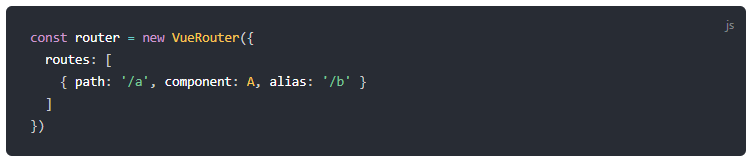 js
const router = new VueRouter({
  routes: [
    { path: '/a', component: A, alias: '/b' }
  ]
})